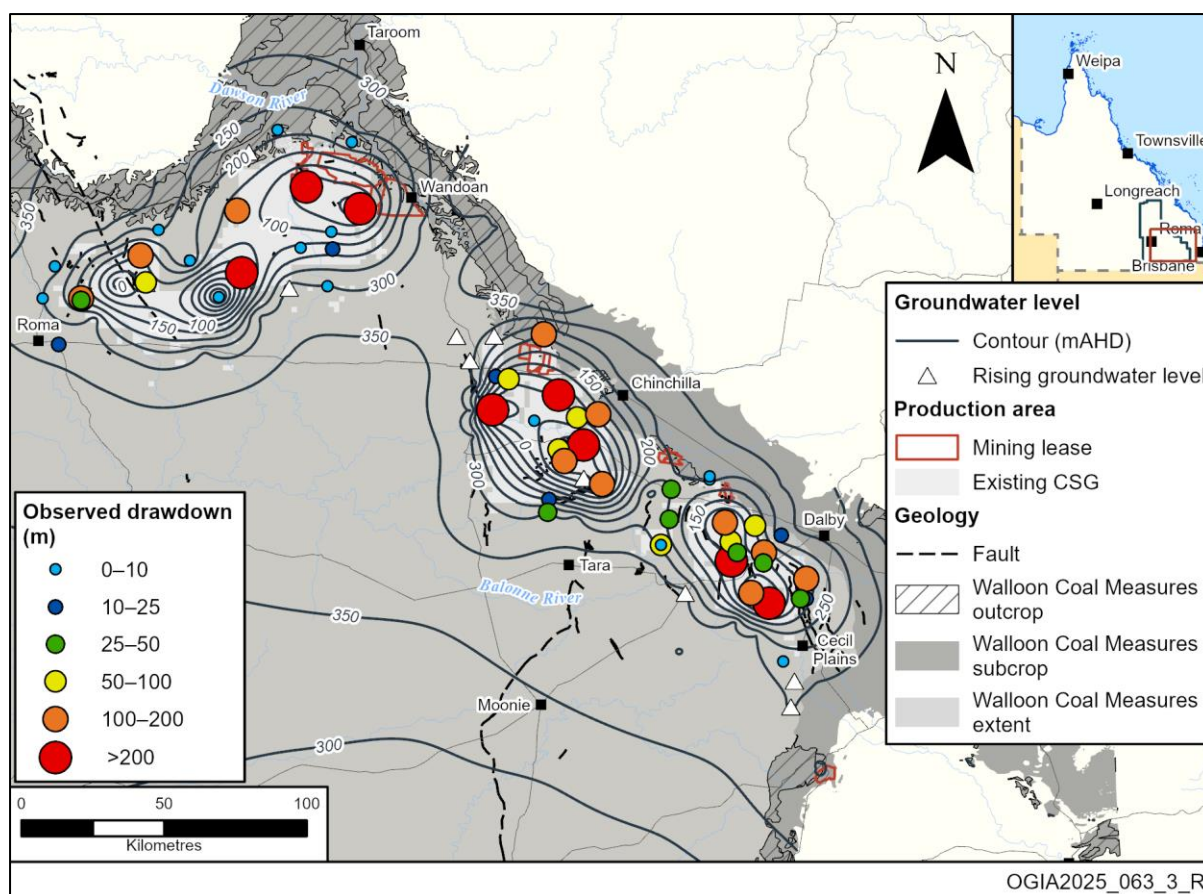 Taroom
300
Dawson River
250
200
350
Wandoan
100
0
150
100
300
350
Roma
350
150
Chinchilla
0
200
300
150
Dalby
Tara
Balonne River
250
Cecil
Plains
350
Moonie
300
N
Weipa
Townsville
Longreach
Roma
Brisbane
Groundwater level
Contour (mAHD)
Rising groundwater level
Production area
Mining lease
Existing CSG
Geology
Fault
Walloon Coal Measures
outcrop
Walloon Coal Measures
subcrop
Walloon Coal Measures
extent
Observed drawdown
(m)
0–10
10–25
25–50
50–100
100–200
>200
0 50 100
Kilometres
OGIA2025_063_3_R